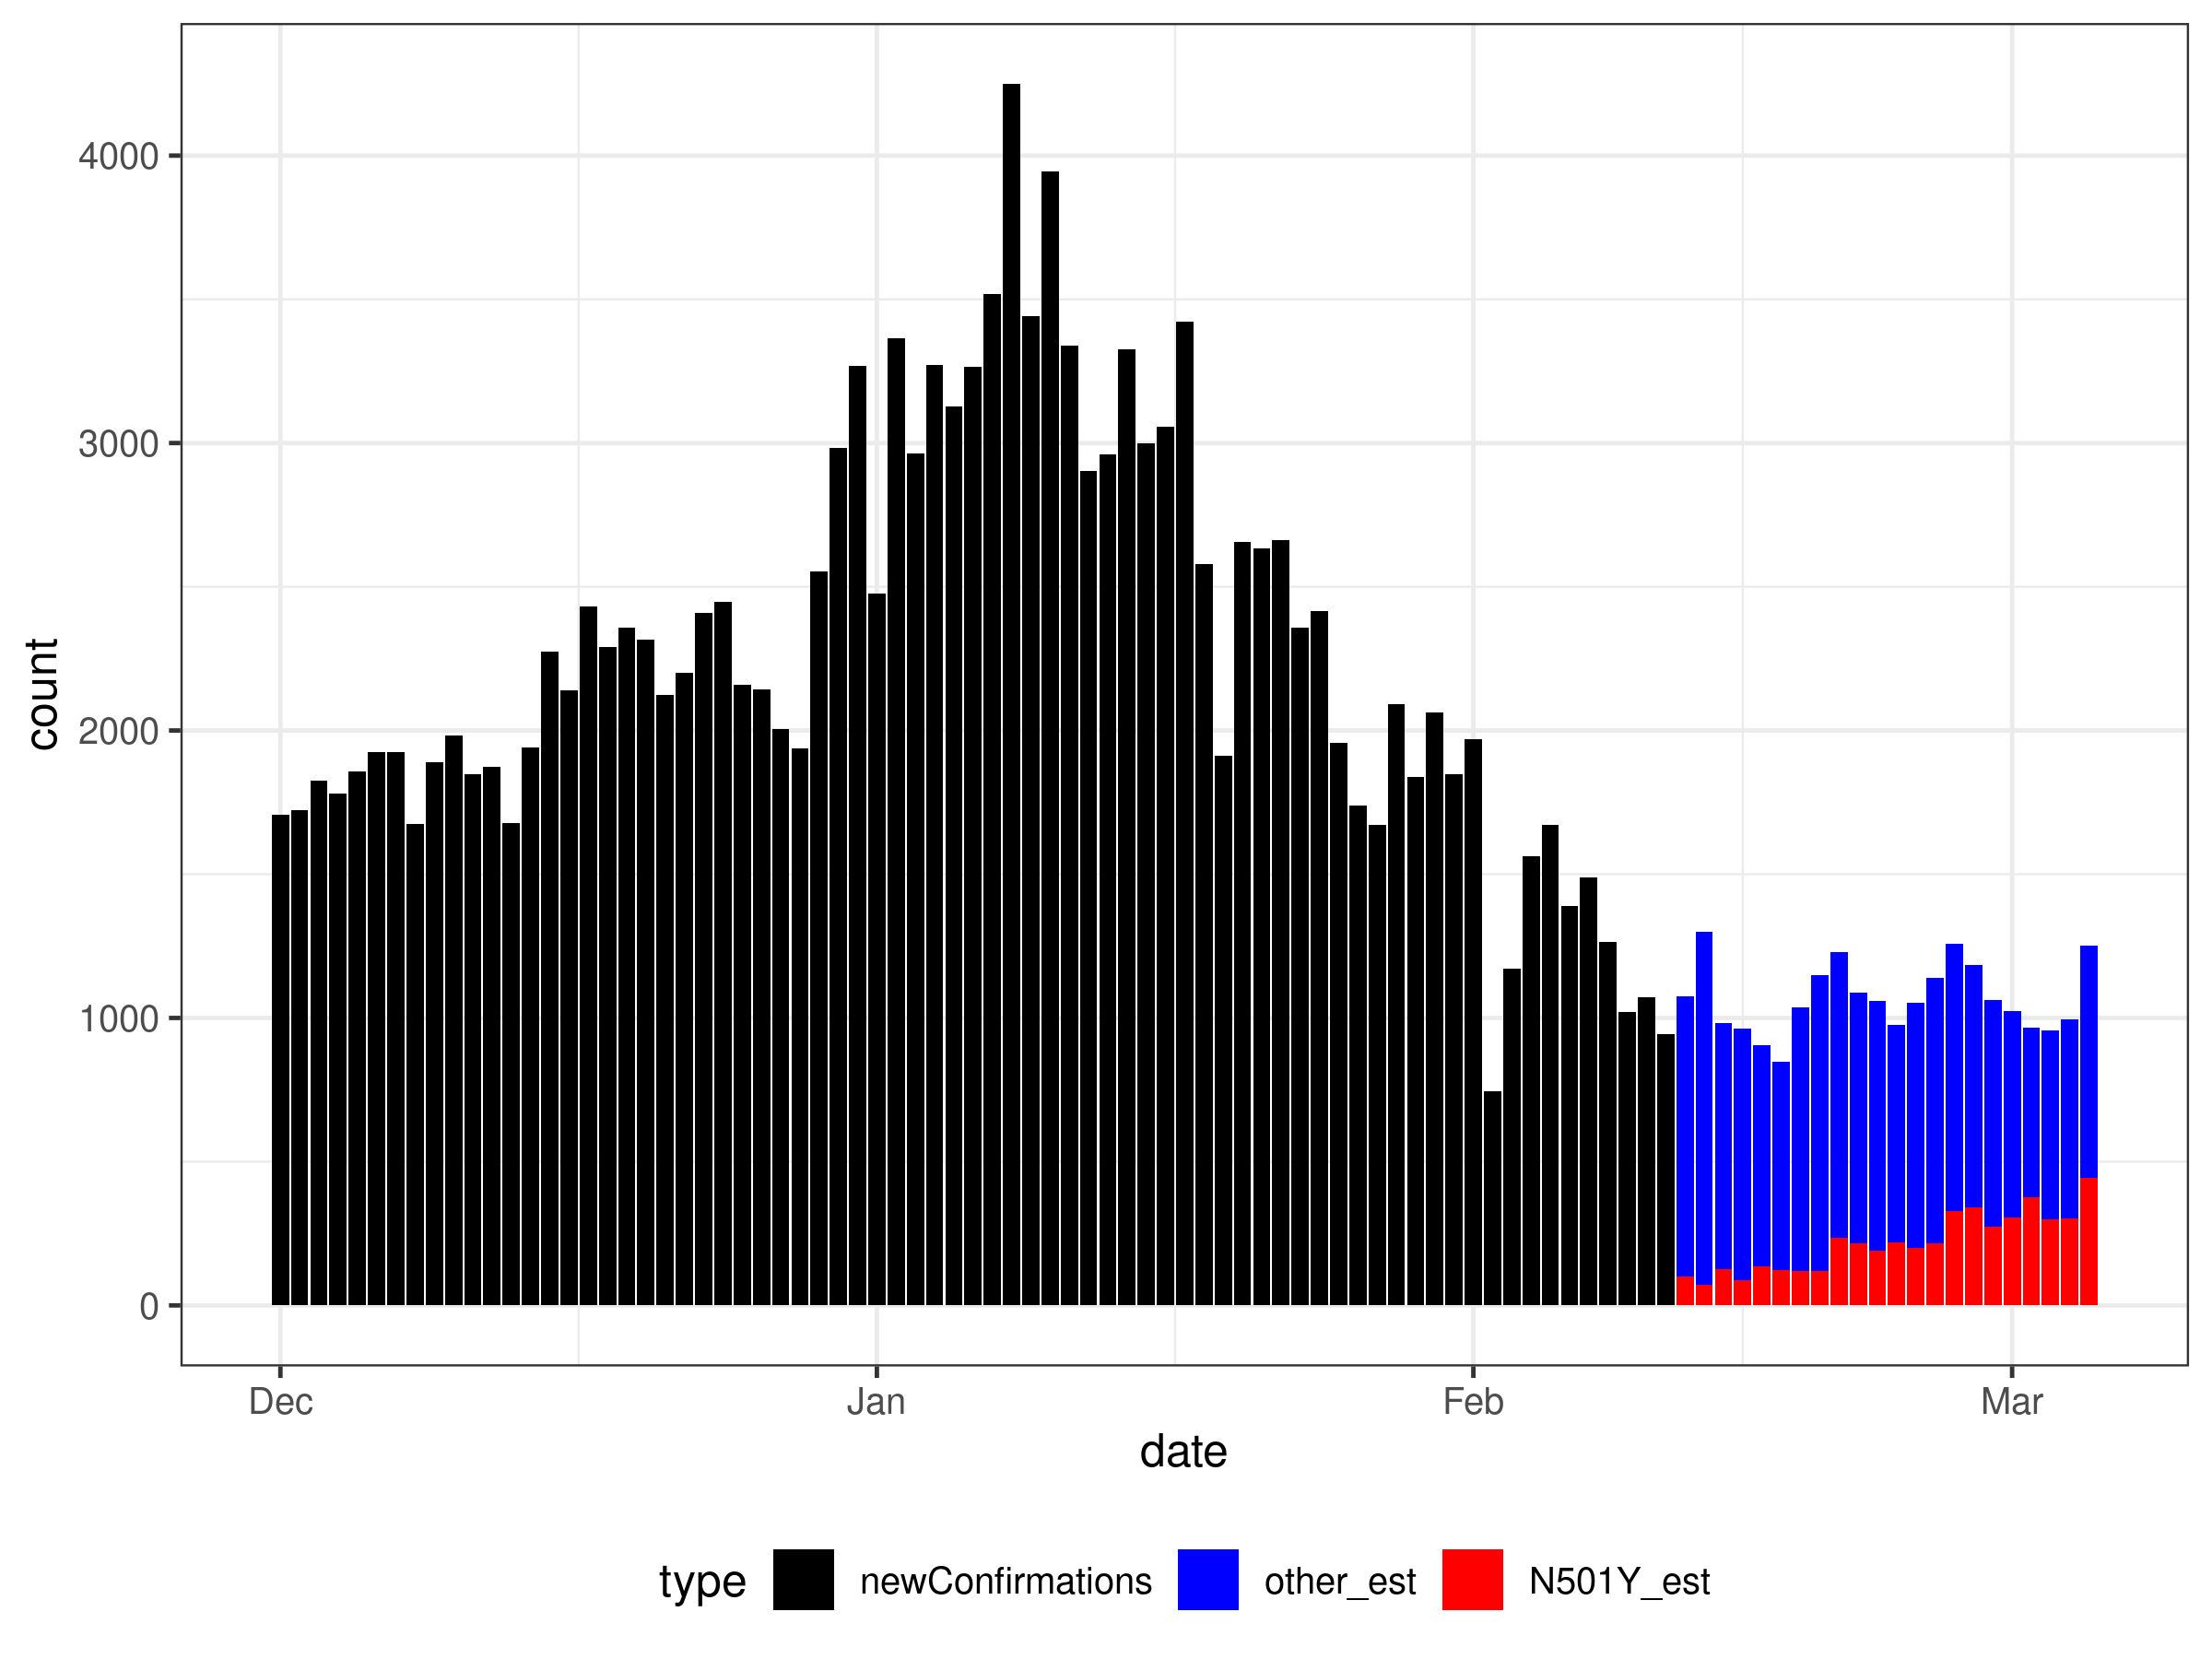 4000
3000
2000
1000
0
count
Dec Jan Feb Mar
date
type newConfirmations other_est N501Y_est